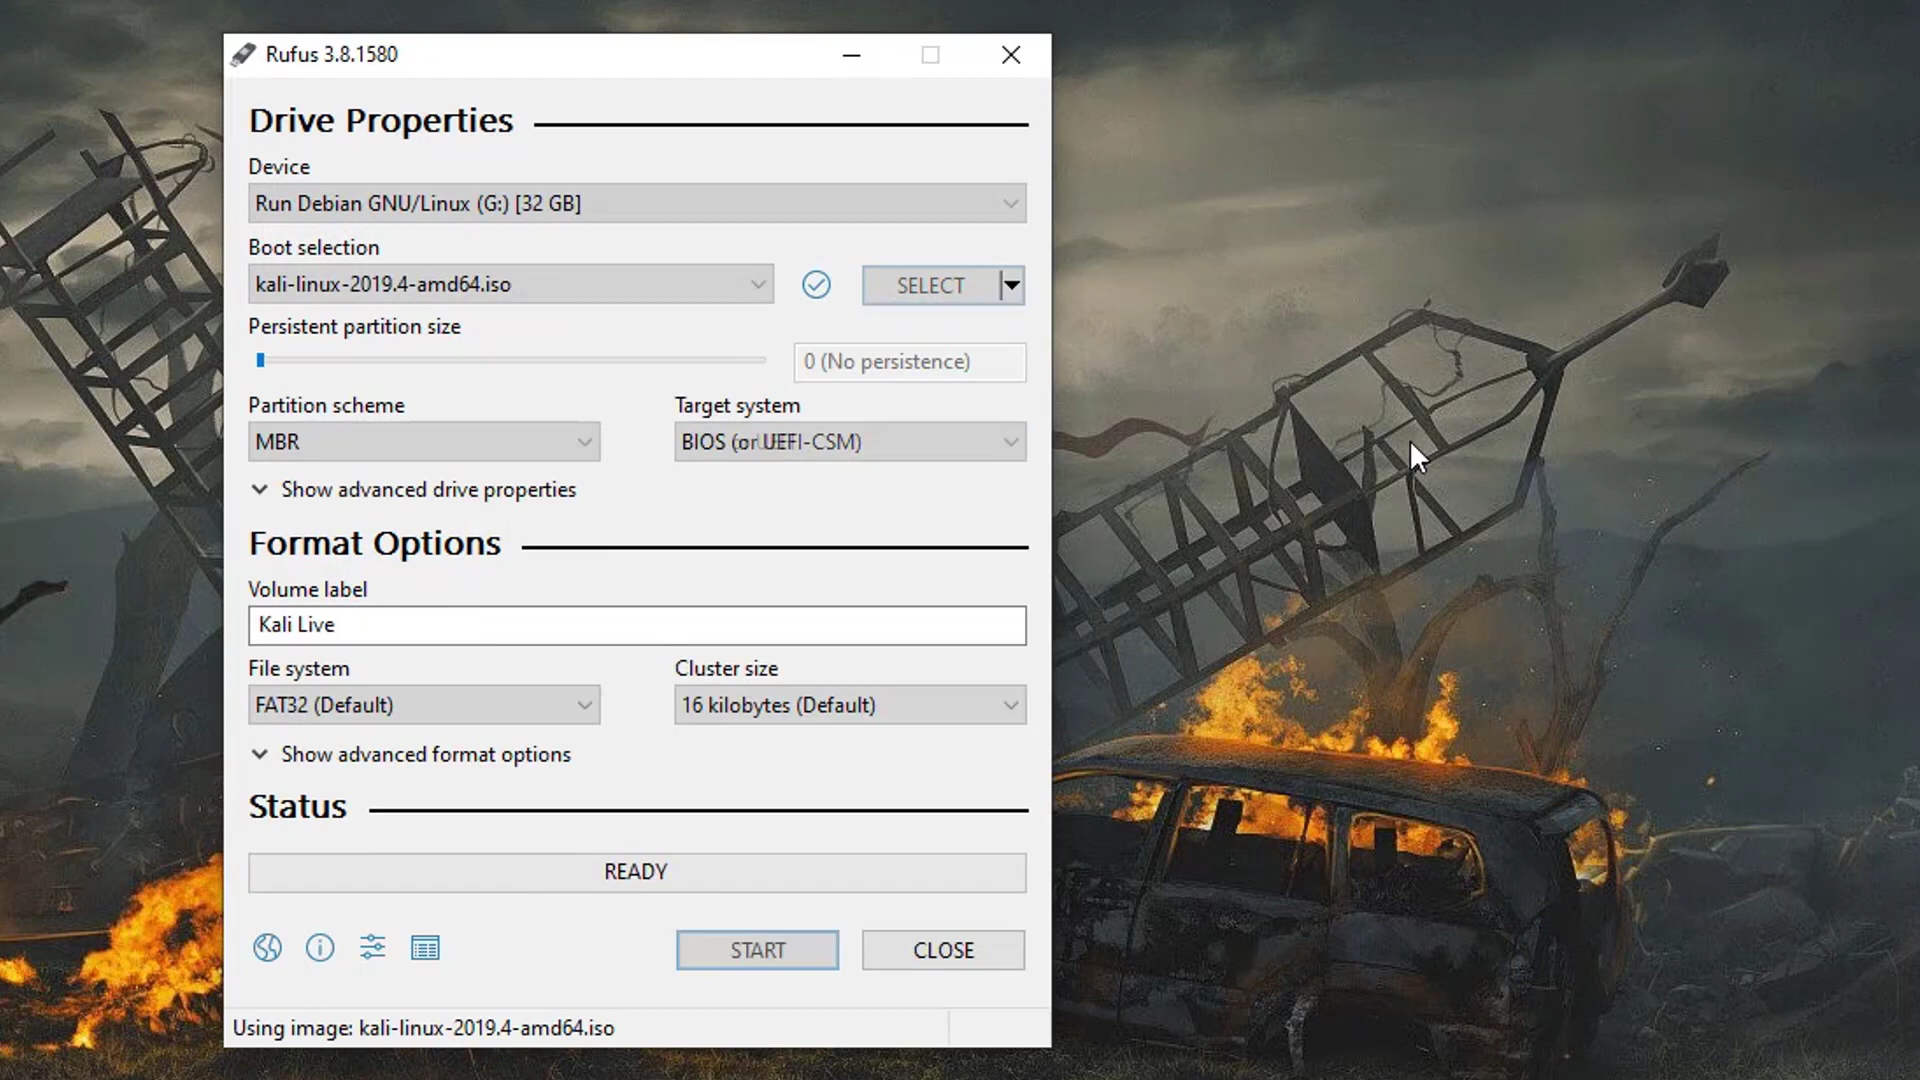 Rufus 3.8.1580
Drive Properties
Device
Run Debian GNU/Linux (G:) [32 GB]
Boot selection
kali-linux-2019.4-amd64.iso
SELECT
Persistent partition size
0 (No persistence)
Partition scheme
Target system
MBR
BIOS (or UEFI-CSM)
Show advanced drive properties
Format Options
Volume label
Kali Live
File system
Cluster size
FAT32 (Default)
16 kilobytes (Default)
Show advanced format options
Status
READY
START
CLOSE
Using image: kali-linux-2019.4-amd64.iso